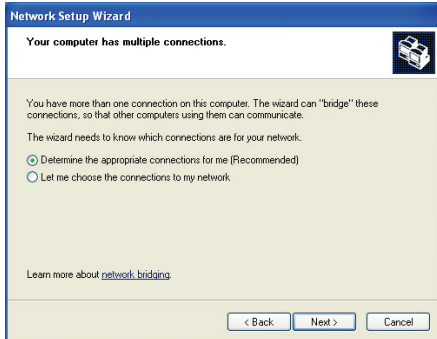 Network Setup Wizard
Your computer has multiple connections.
You have more than one connection on this computer. The wizard can "bridge" these
connections, so that other computers using them can communicate.
The wizard needs to know which connections are for your network.
Determine the appropriate connections for me (Recommended)
Let me choose the connections to my network
Learn more about network bridging.
< Back Next > Cancel